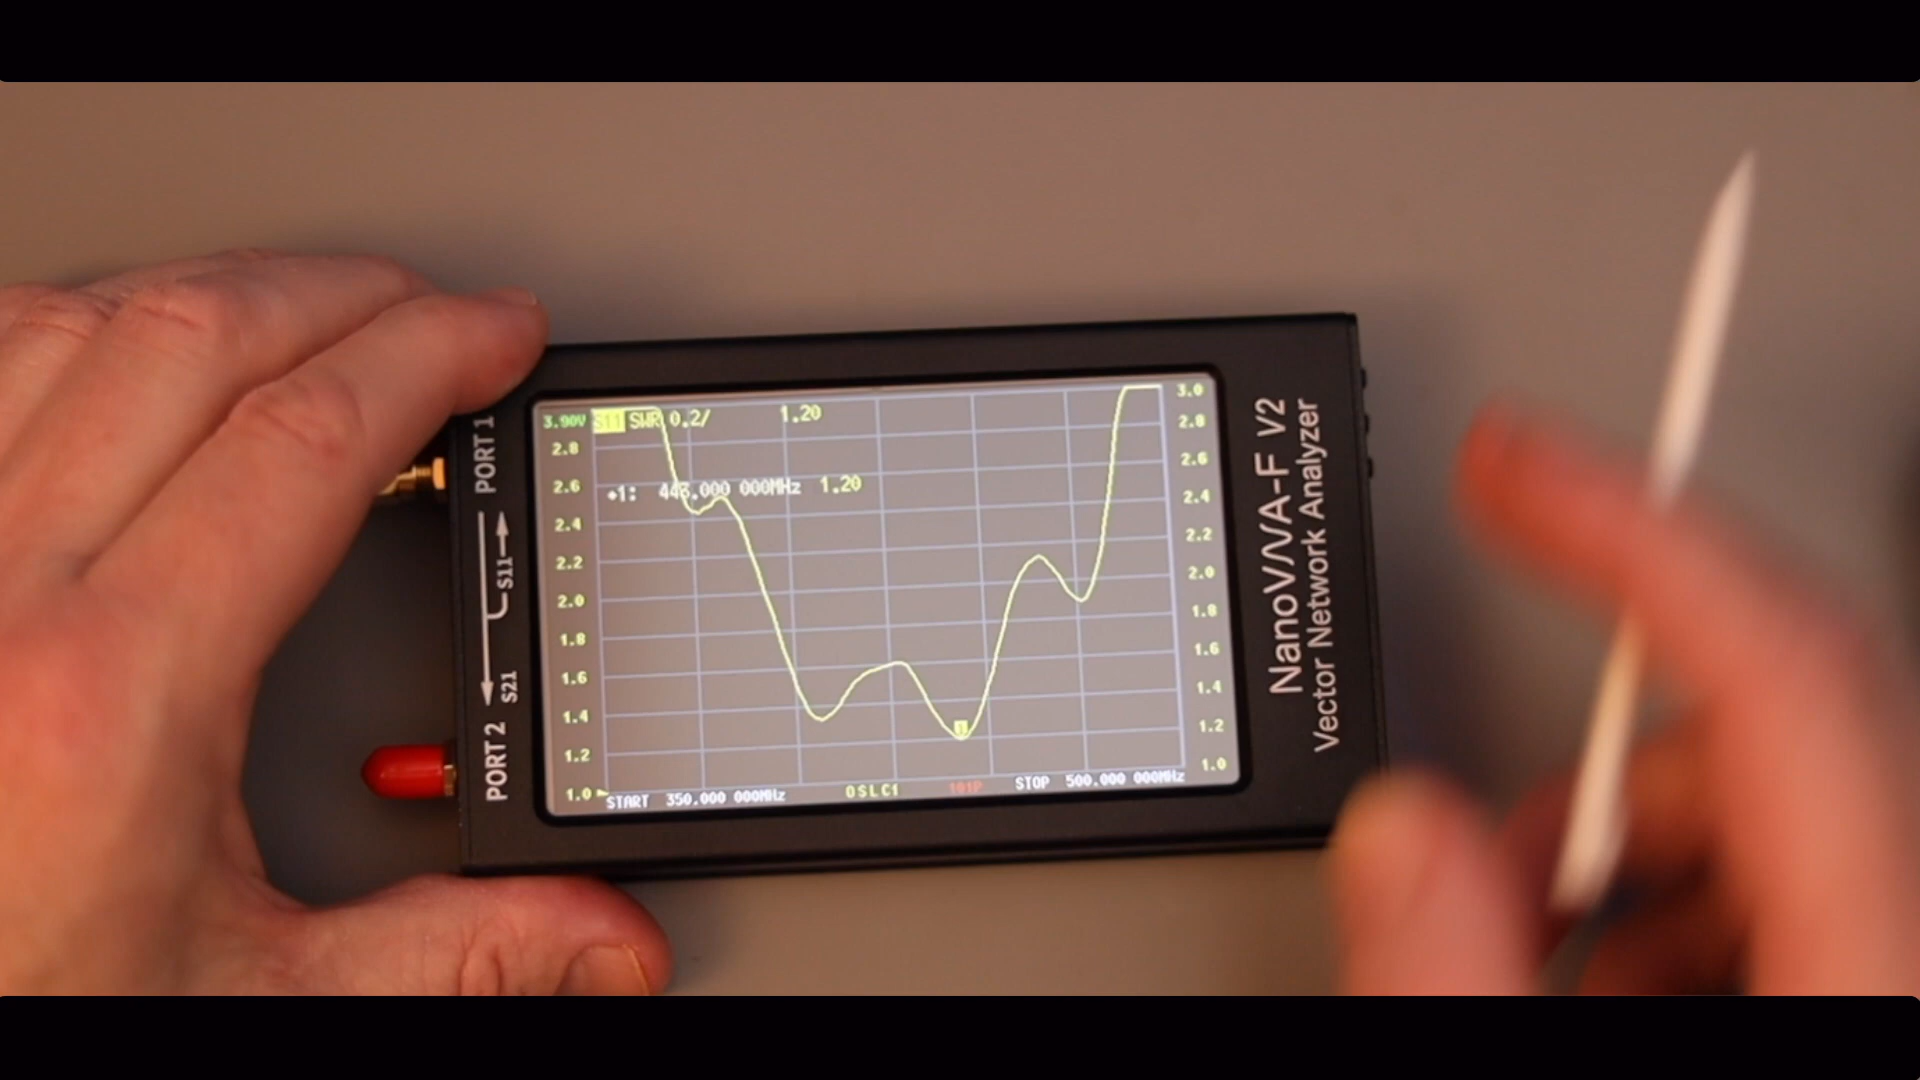 3.90V S11 SWR 0.2/ 1.20
◆1: 443.000 000MHz 1.20
2.8
2.6
2.4
2.2
2.0
1.8
1.6
1.4
1.2
1.0
3.0
2.8
2.6
2.4
2.2
2.0
1.8
1.6
1.4
1.2
1.0
START 350.000 000MHz OSLC1 101P STOP 500.000 000MHz
PORT 1
S11
S21
PORT 2
NanoVNA-F V2
Vector Network Analyzer